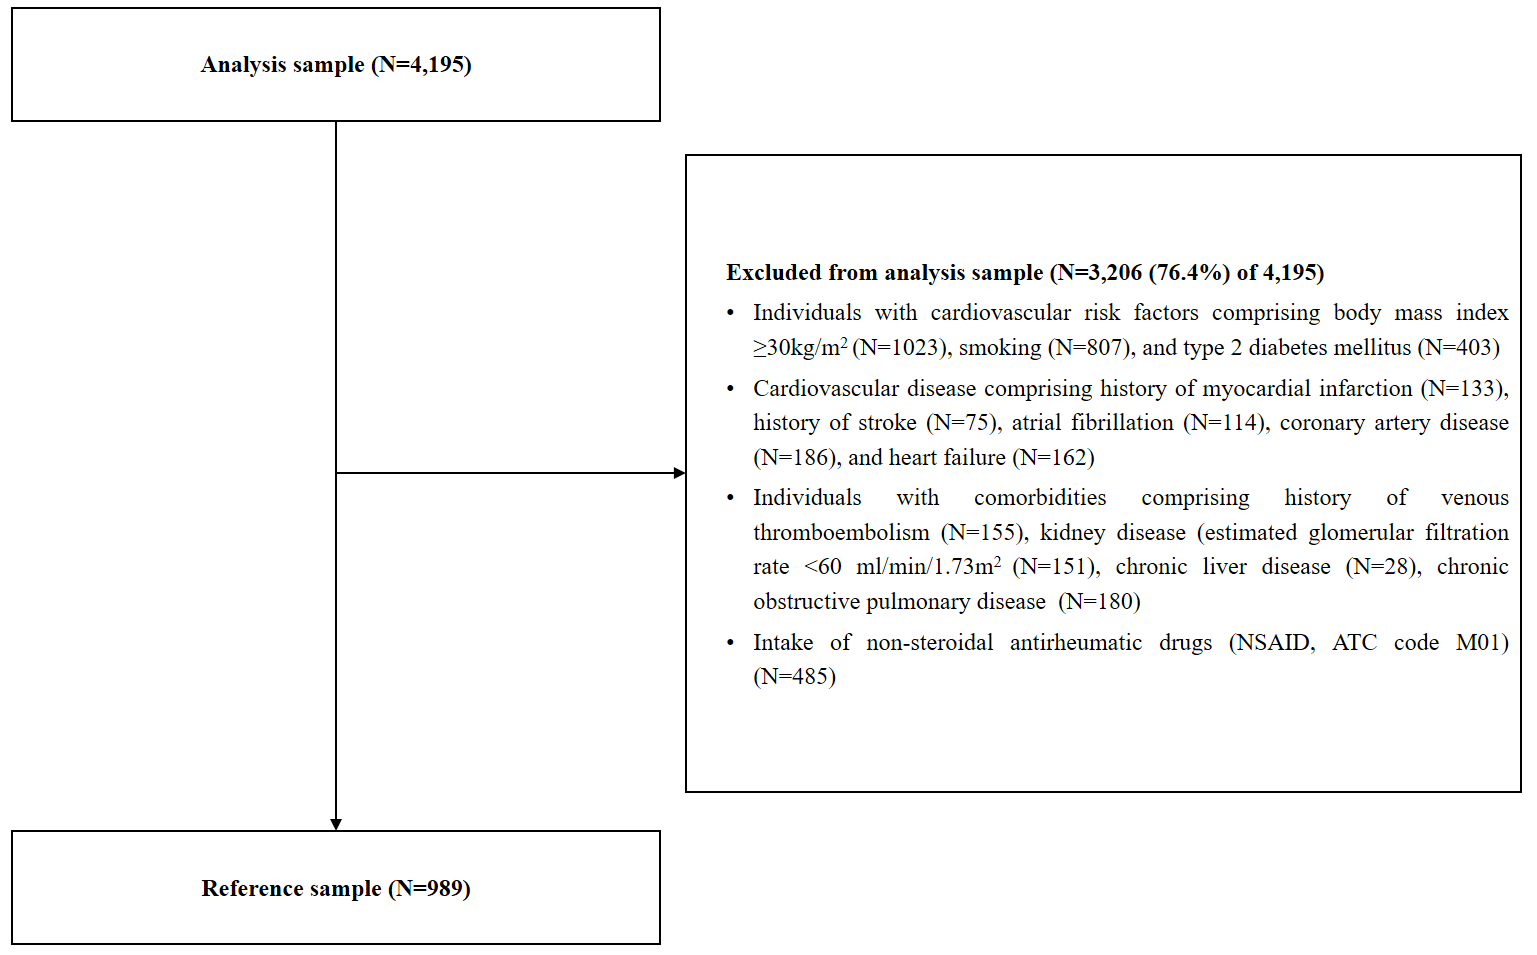 Analysis sample (N=4,195)
Excluded from analysis sample (N=3,206 (76.4%) of 4,195)
• Individuals with cardiovascular risk factors comprising body mass index
≥30kg/m² (N=1023), smoking (N=807), and type 2 diabetes mellitus (N=403)
• Cardiovascular disease comprising history of myocardial infarction (N=133),
history of stroke (N=75), atrial fibrillation (N=114), coronary artery disease
(N=186), and heart failure (N=162)
• Individuals with comorbidities comprising history of venous
thromboembolism (N=155), kidney disease (estimated glomerular filtration
rate <60 ml/min/1.73m² (N=151), chronic liver disease (N=28), chronic
obstructive pulmonary disease (N=180)
• Intake of non-steroidal antirheumatic drugs (NSAID, ATC code M01)
(N=485)
Reference sample (N=989)